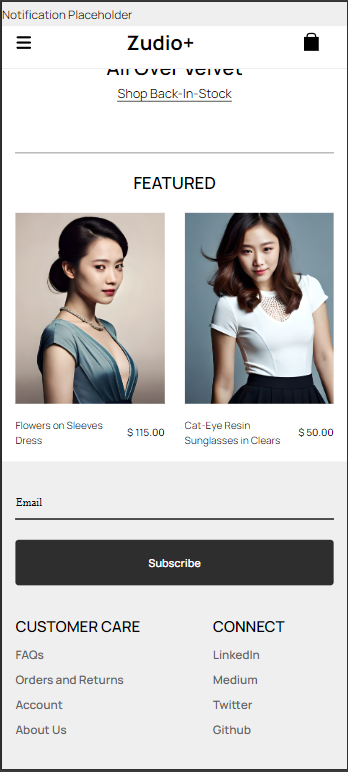 Notification Placeholder
Zudio+
All Over Velvet
Shop Back-In-Stock
FEATURED
Flowers on Sleeves
Dress
$ 115.00
Cat-Eye Resin
Sunglasses in Clears
$ 50.00
Email
Subscribe
CUSTOMER CARE
FAQs
Orders and Returns
Account
About Us
CONNECT
LinkedIn
Medium
Twitter
Github